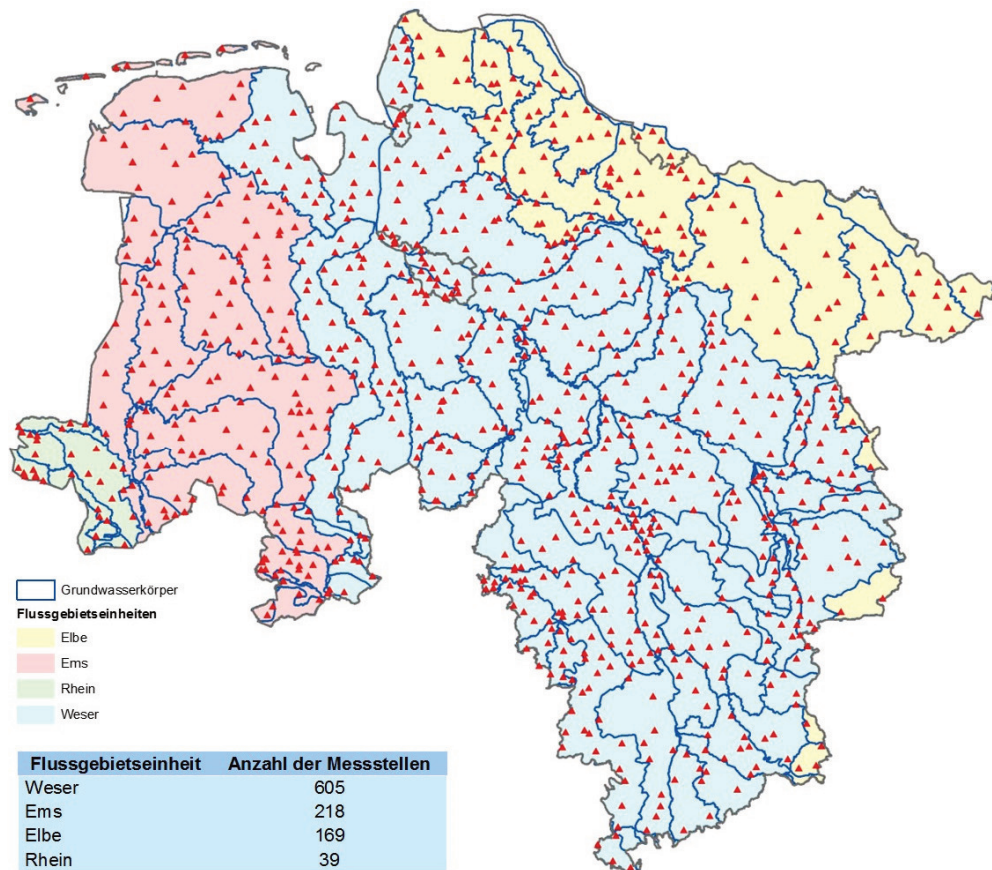 Grundwasserkörper
Flussgebietseinheiten
Elbe
Ems
Rhein
Weser
Flussgebietseinheit Anzahl der Messstellen
Weser 605
Ems 218
Elbe 169
Rhein 39